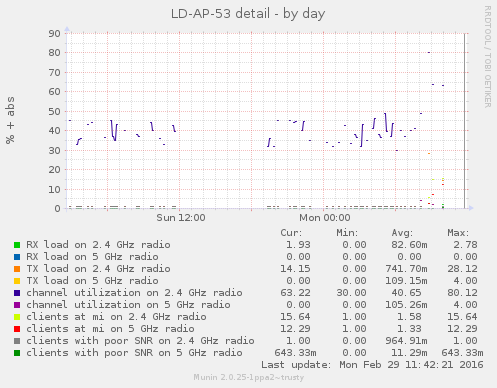 LD-AP-53 detail - by day
RRDTOOL / TOBI OETIKER
% + abs
90
80
70
60
50
40
30
20
10
0
Sun 12:00 Mon 00:00
Cur: Min: Avg: Max:
RX load on 2.4 GHz radio 1.93 0.00 82.60m 2.78
RX load on 5 GHz radio 0.00 0.00 0.00 0.00
TX load on 2.4 GHz radio 14.15 0.00 741.70m 28.12
TX load on 5 GHz radio 0.00 0.00 109.15m 4.00
channel utilization on 2.4 GHz radio 63.22 30.00 40.65 80.12
channel utilization on 5 GHz radio 0.00 0.00 105.26m 4.00
clients at mi on 2.4 GHz radio 15.64 1.00 1.58 15.64
clients at mi on 5 GHz radio 12.29 1.00 1.33 12.29
clients with poor SNR on 2.4 GHz radio 1.00 0.00 964.91m 1.00
clients with poor SNR on 5 GHz radio 643.33m 0.00 11.29m 643.33m
Last update: Mon Feb 29 11:42:21 2016
Munin 2.0.25-1ppa2~trusty